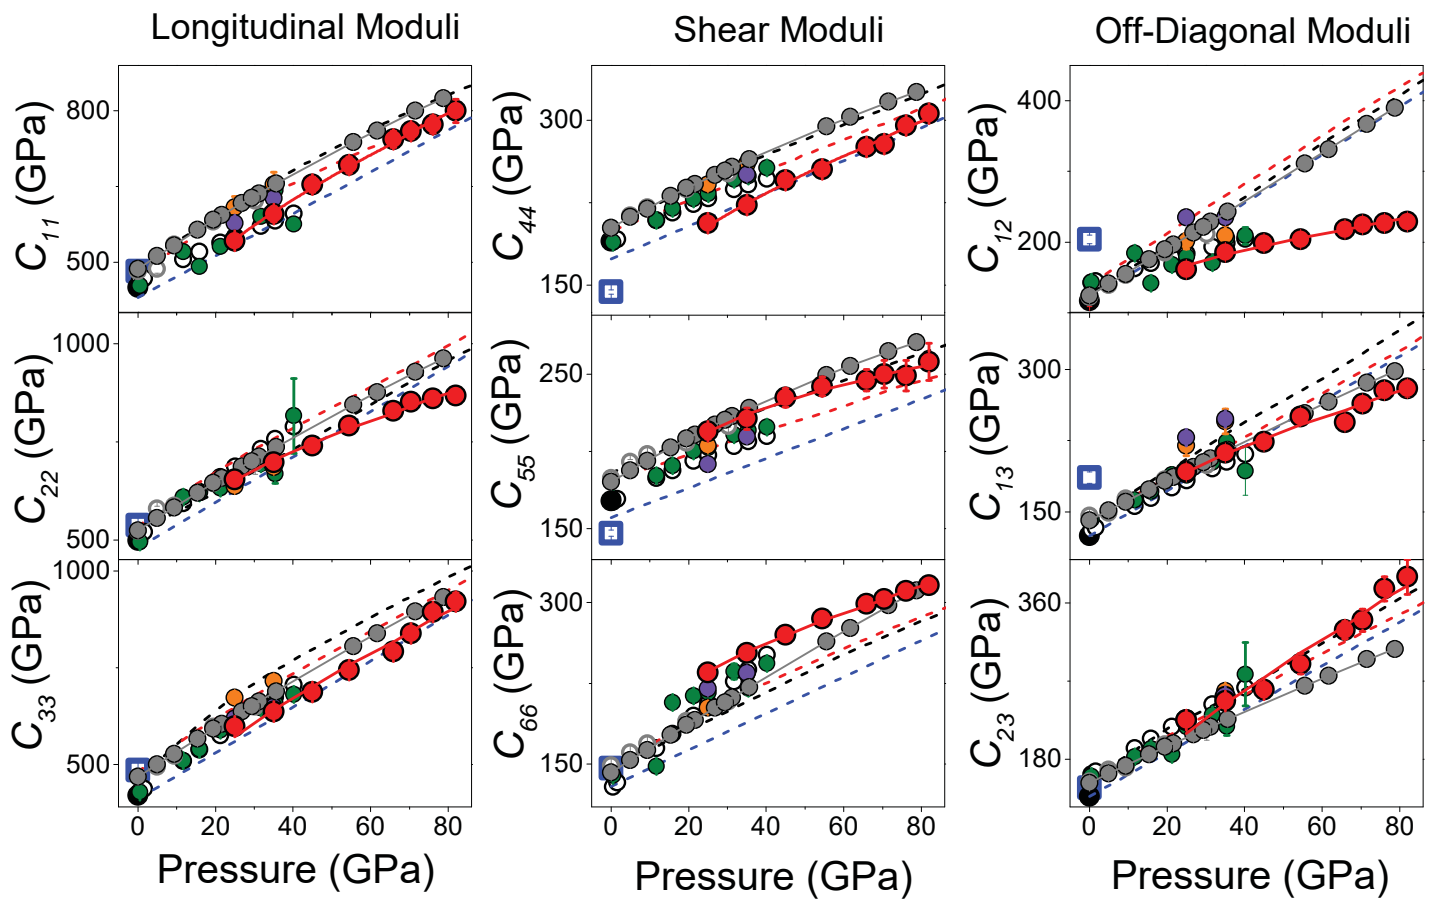 Longitudinal Moduli
Shear Moduli
Off-Diagonal Moduli
C11 (GPa)
800
500
C44 (GPa)
300
150
C12 (GPa)
400
200
C22 (GPa)
1000
500
C55 (GPa)
250
150
C13 (GPa)
300
150
C33 (GPa)
1000
500
C66 (GPa)
300
150
C23 (GPa)
360
180
0 20 40 60 80
0 20 40 60 80
0 20 40 60 80
Pressure (GPa)
Pressure (GPa)
Pressure (GPa)